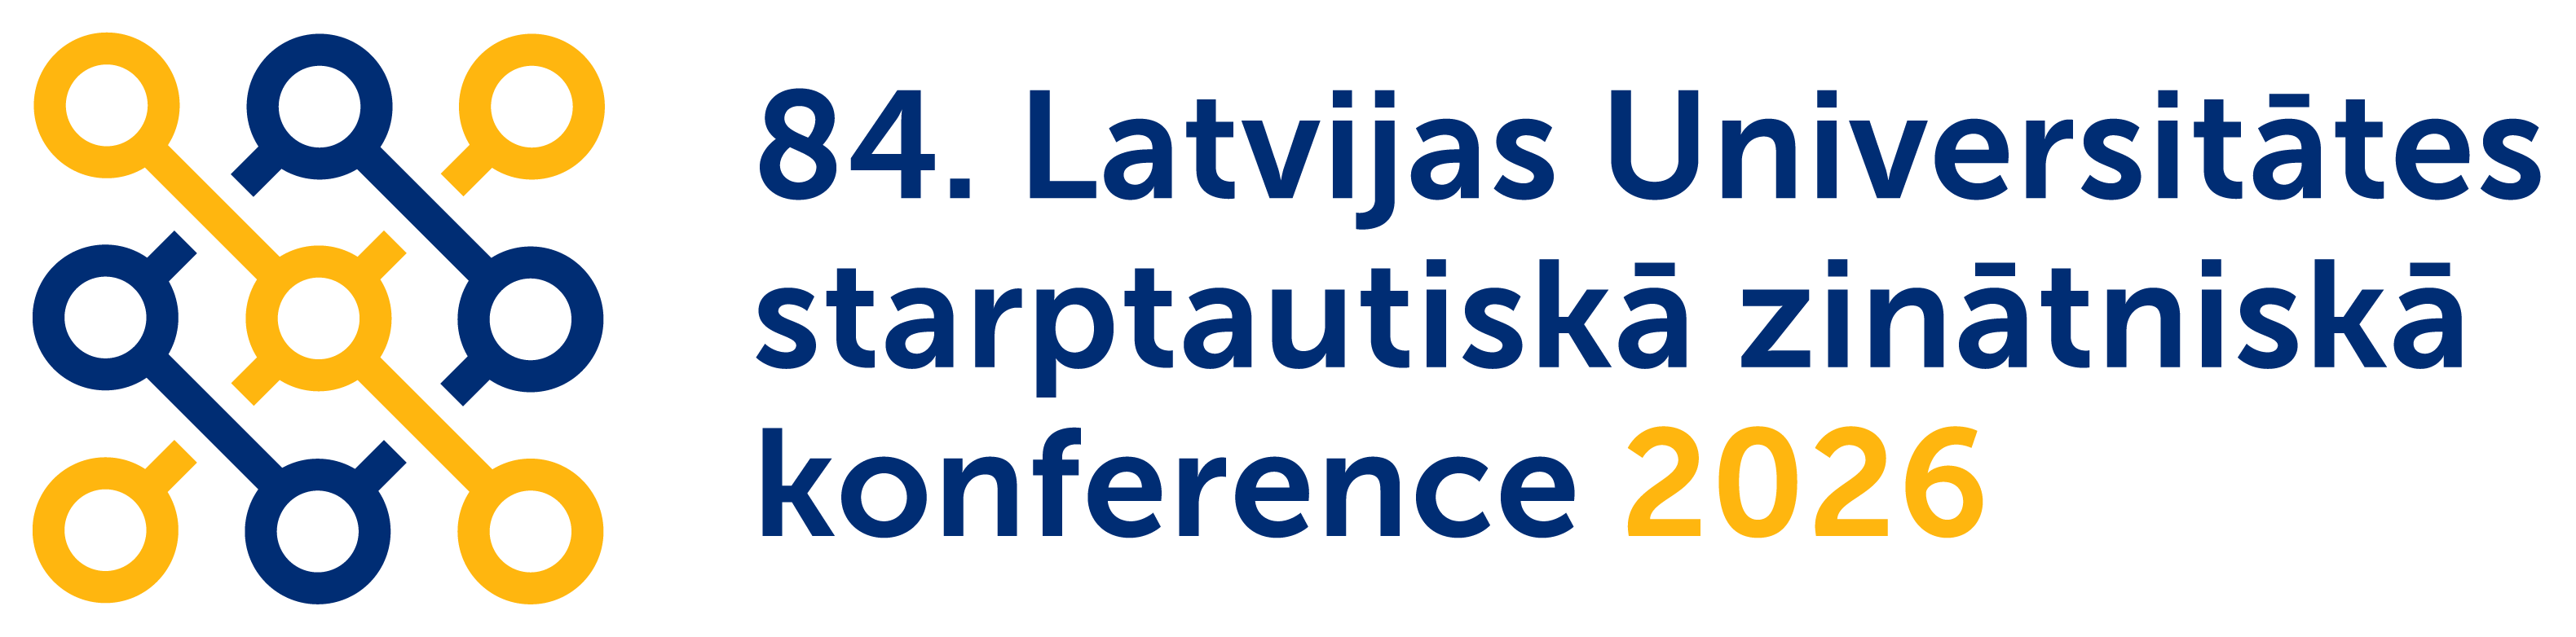 84. Latvijas Universitātes
starptautiskā zinātniskā
konference 2026